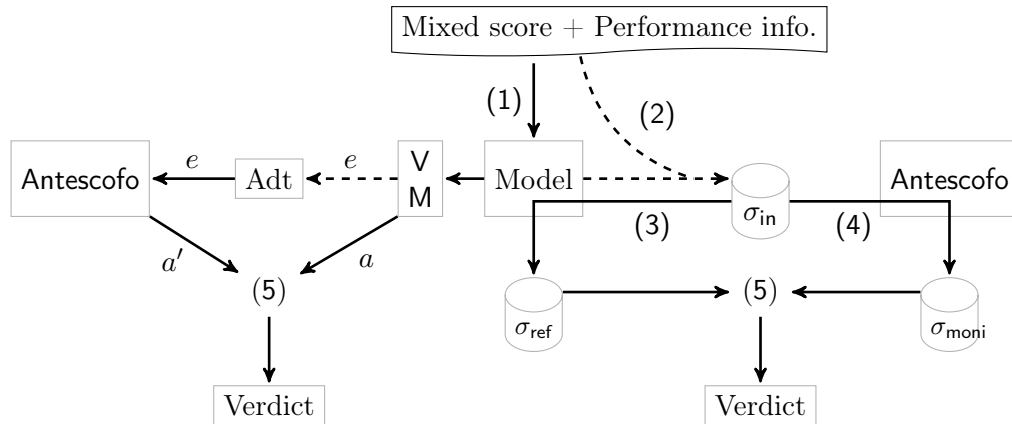 Mixed score + Performance info.
(1)
(2)
Antescofo
e
Adt
e
V
M
Model
σin
Antescofo
(3)
(4)
a′
a
(5)
σref
(5)
σmoni
Verdict
Verdict